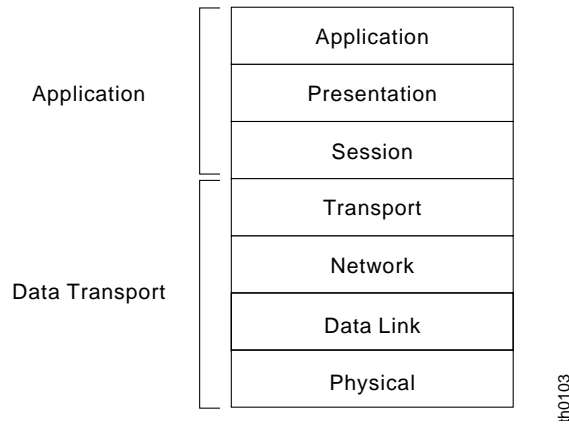 Application
Application
Presentation
Session
Data Transport
Transport
Network
Data Link
Physical
th0103